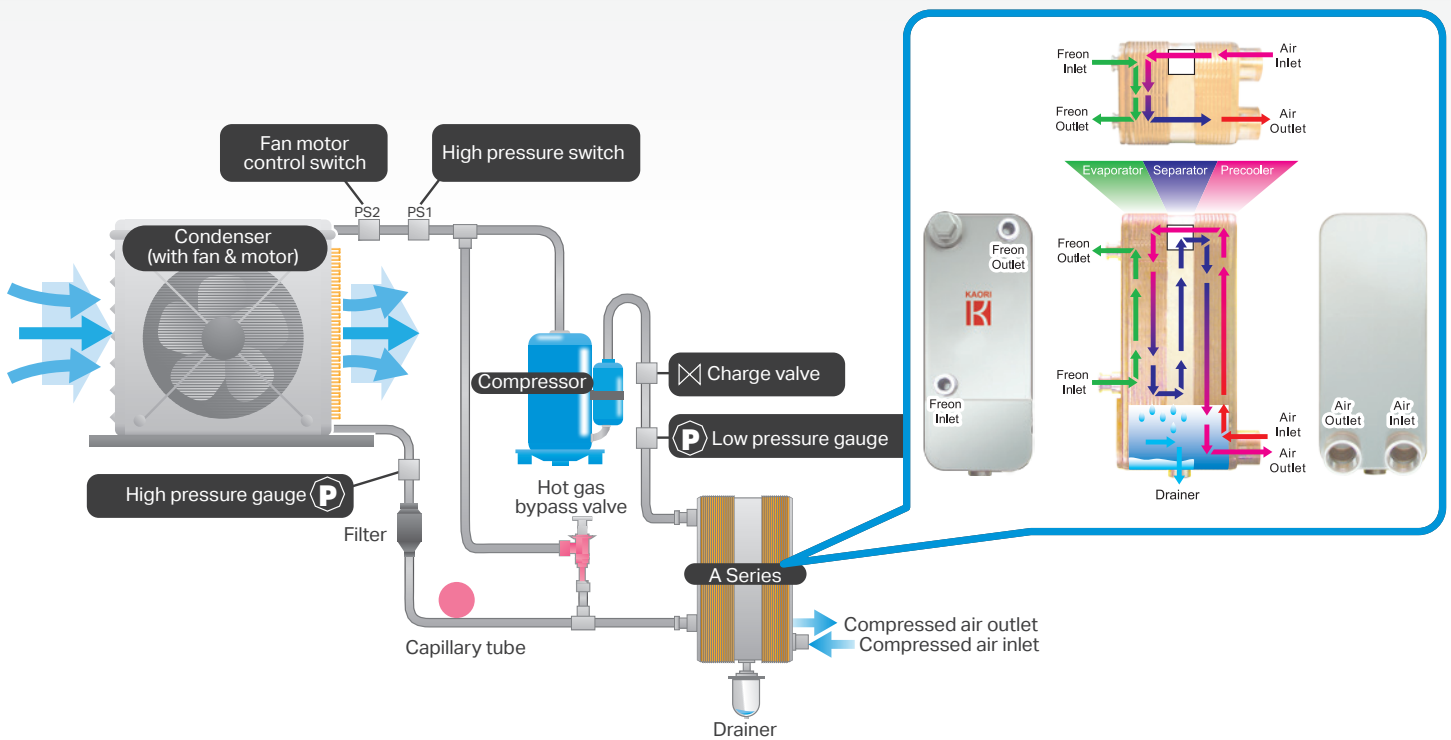 Fan motor
control switch
High pressure switch
PS2
PS1
Condenser
(with fan & motor)
Compressor
Charge valve
P Low pressure gauge
High pressure gauge P
Filter
Hot gas
bypass valve
Capillary tube
A Series
Compressed air outlet
Compressed air inlet
Drainer
Freon
Inlet
Freon
Outlet
Air
Inlet
Air
Outlet
Evaporator
Separator
Precooler
Freon
Outlet
KAORI
Freon
Inlet
Freon
Outlet
Freon
Inlet
Air
Inlet
Air
Outlet
Drainer
Air
Outlet
Air
Inlet